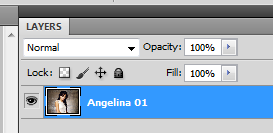 LAYERS
Normal Opacity: 100%
Lock: Fill: 100%
Angelina 01